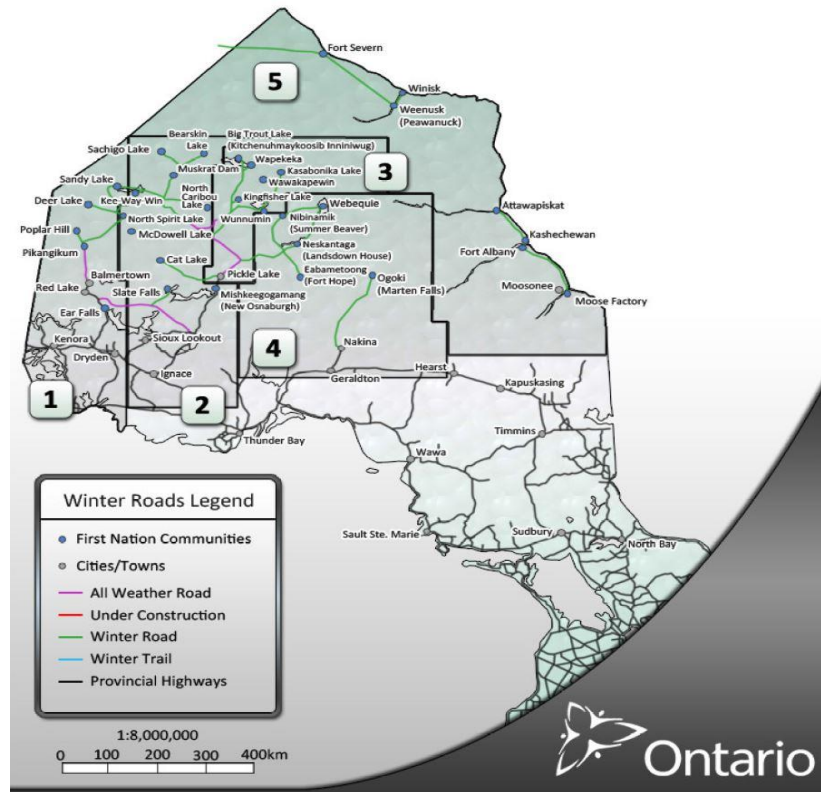 Fort Severn
5
Winisk
Weenusk
(Peawanuck)
Bearskin
Lake
Big Trout Lake
(Kitchenuhmaykoosib Inniniwug)
Sachigo Lake
Wapekeka
Muskrat Dam
Kasabonika Lake
3
Sandy Lake
Wawakapewin
North
Caribou
Lake
Kee-Way-Win
Kingfisher Lake
Deer Lake
Webequie
Attawapiskat
North Spirit Lake
Wunnumin
Nibinamik
(Summer Beaver)
Poplar Hill
McDowell Lake
Kashechewan
Pikangikum
Neskantaga
(Landsdown House)
Fort Albany
Cat Lake
Balmertown
Pickle Lake
Eabametoong
(Fort Hope)
Ogoki
(Marten Falls)
Moosonee
Red Lake
Slate Falls
Mishkeegogamang
(New Osnaburgh)
Moose Factory
Ear Falls
Kenora
Sioux Lookout
Nakina
4
Dryden
Ignace
Geraldton
Hearst
Kapuskasing
1
2
Thunder Bay
Timmins
Wawa
Sault Ste. Marie
Sudbury
North Bay
Winter Roads Legend
First Nation Communities
Cities/Towns
All Weather Road
Under Construction
Winter Road
Winter Trail
Provincial Highways
1:8,000,000
0 100 200 300 400km
Ontario